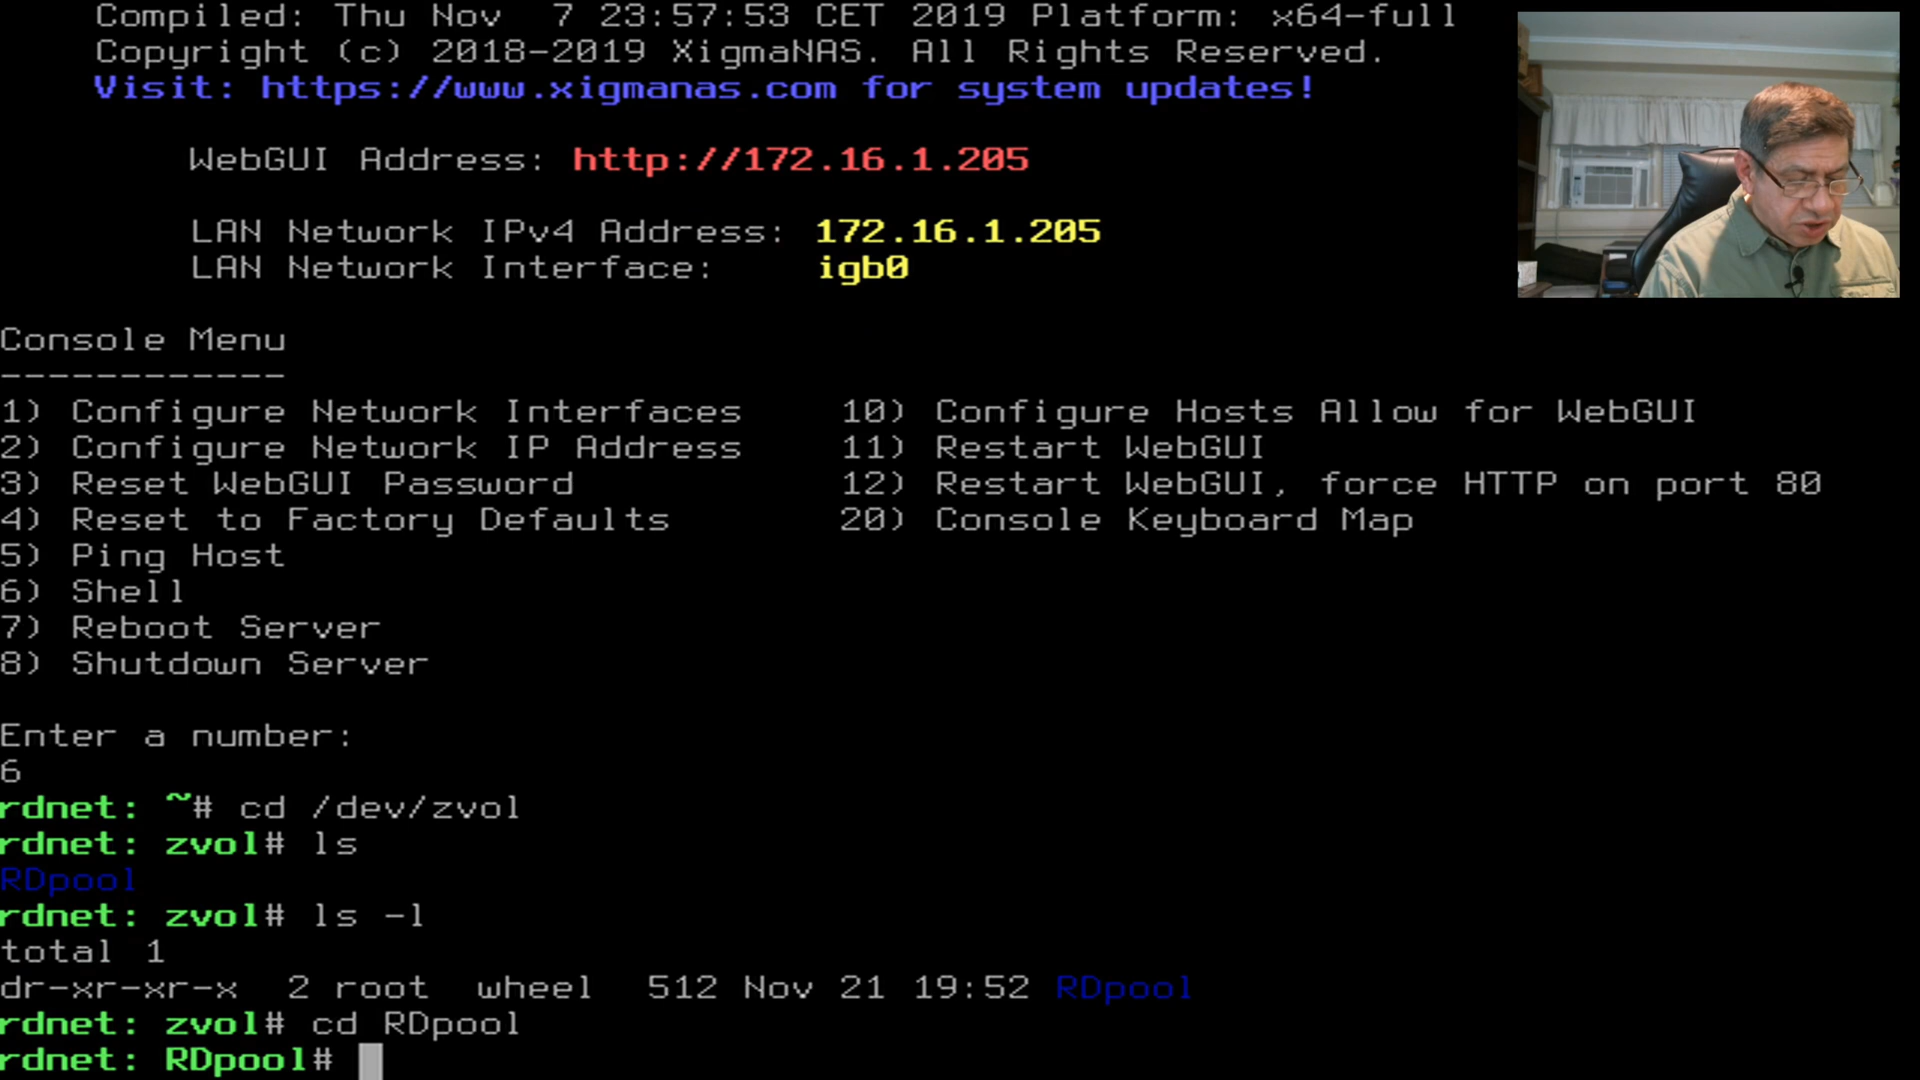 Compiled: Thu Nov  7 23:57:53 CET 2019 Platform: x64-full
Copyright (c) 2018-2019 XigmaNAS. All Rights Reserved.
Visit: https://www.xigmanas.com for system updates!
WebGUI Address: http://172.16.1.205
LAN Network IPv4 Address: 172.16.1.205
LAN Network Interface:    igb0
Console Menu
------------
1) Configure Network Interfaces    10) Configure Hosts Allow for WebGUI
2) Configure Network IP Address    11) Restart WebGUI
3) Reset WebGUI Password           12) Restart WebGUI, force HTTP on port 80
4) Reset to Factory Defaults       20) Console Keyboard Map
5) Ping Host
6) Shell
7) Reboot Server
8) Shutdown Server
Enter a number:
6
rdnet: ~# cd /dev/zvol
rdnet: zvol# ls
RDpool
rdnet: zvol# ls -l
total 1
dr-xr-xr-x  2 root  wheel  512 Nov 21 19:52 RDpool
rdnet: zvol# cd RDpool
rdnet: RDpool#